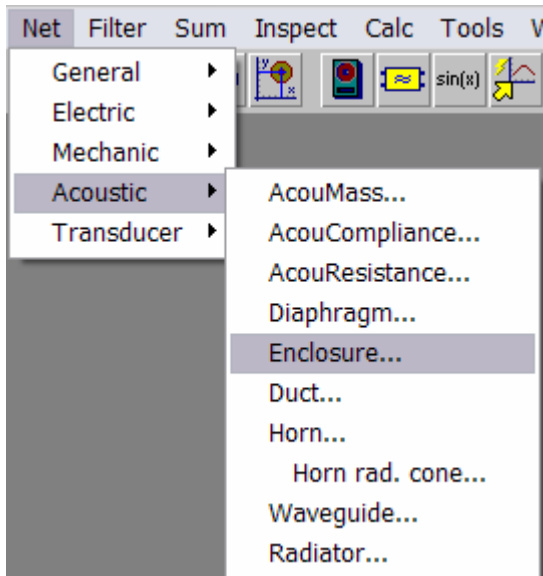 Net Filter Sum Inspect Calc Tools
General
Electric
Mechanic
Acoustic
Transducer
sin(x)
AcouMass...
AcouCompliance...
AcouResistance...
Diaphragm...
Enclosure...
Duct...
Horn...
Horn rad. cone...
Waveguide...
Radiator...